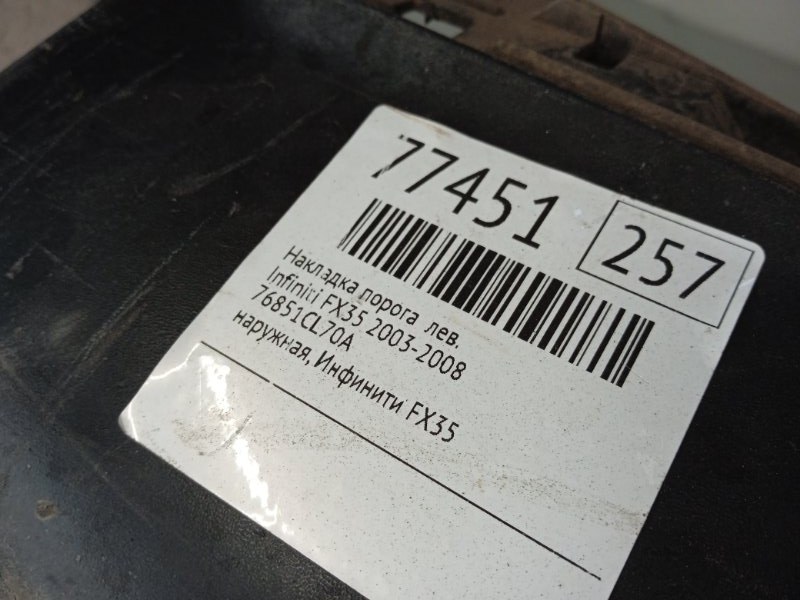 77451
257
Накладка порога лев.
Infiniti FX35 2003-2008
76851CL70A
наружная, Инфинити FX35